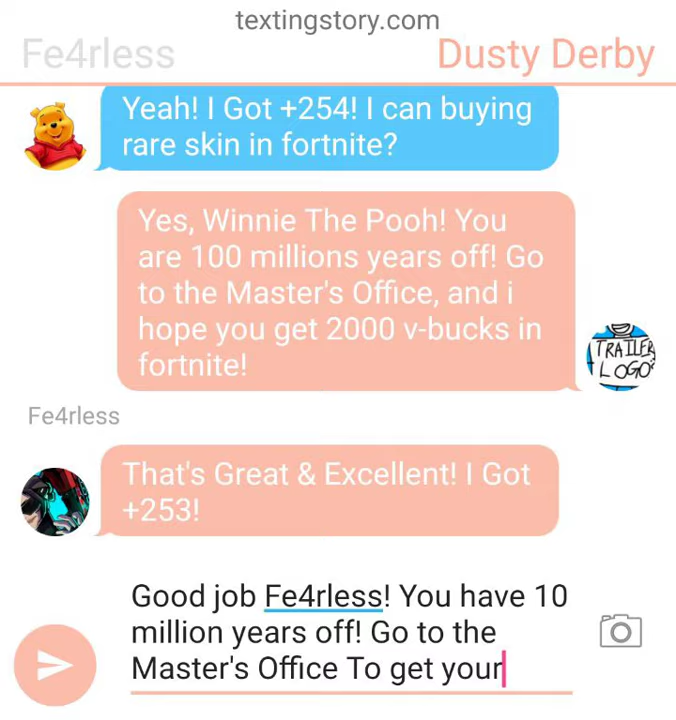 textingstory.com
Fe4rless
Dusty Derby
Yeah! I Got +254! I can buying
rare skin in fortnite?
Yes, Winnie The Pooh! You
are 100 millions years off! Go
to the Master's Office, and i
hope you get 2000 v-bucks in
fortnite!
TRAILER
LOGO
Fe4rless
That's Great & Excellent! I Got
+253!
Good job Fe4rless! You have 10
million years off! Go to the
Master's Office To get your